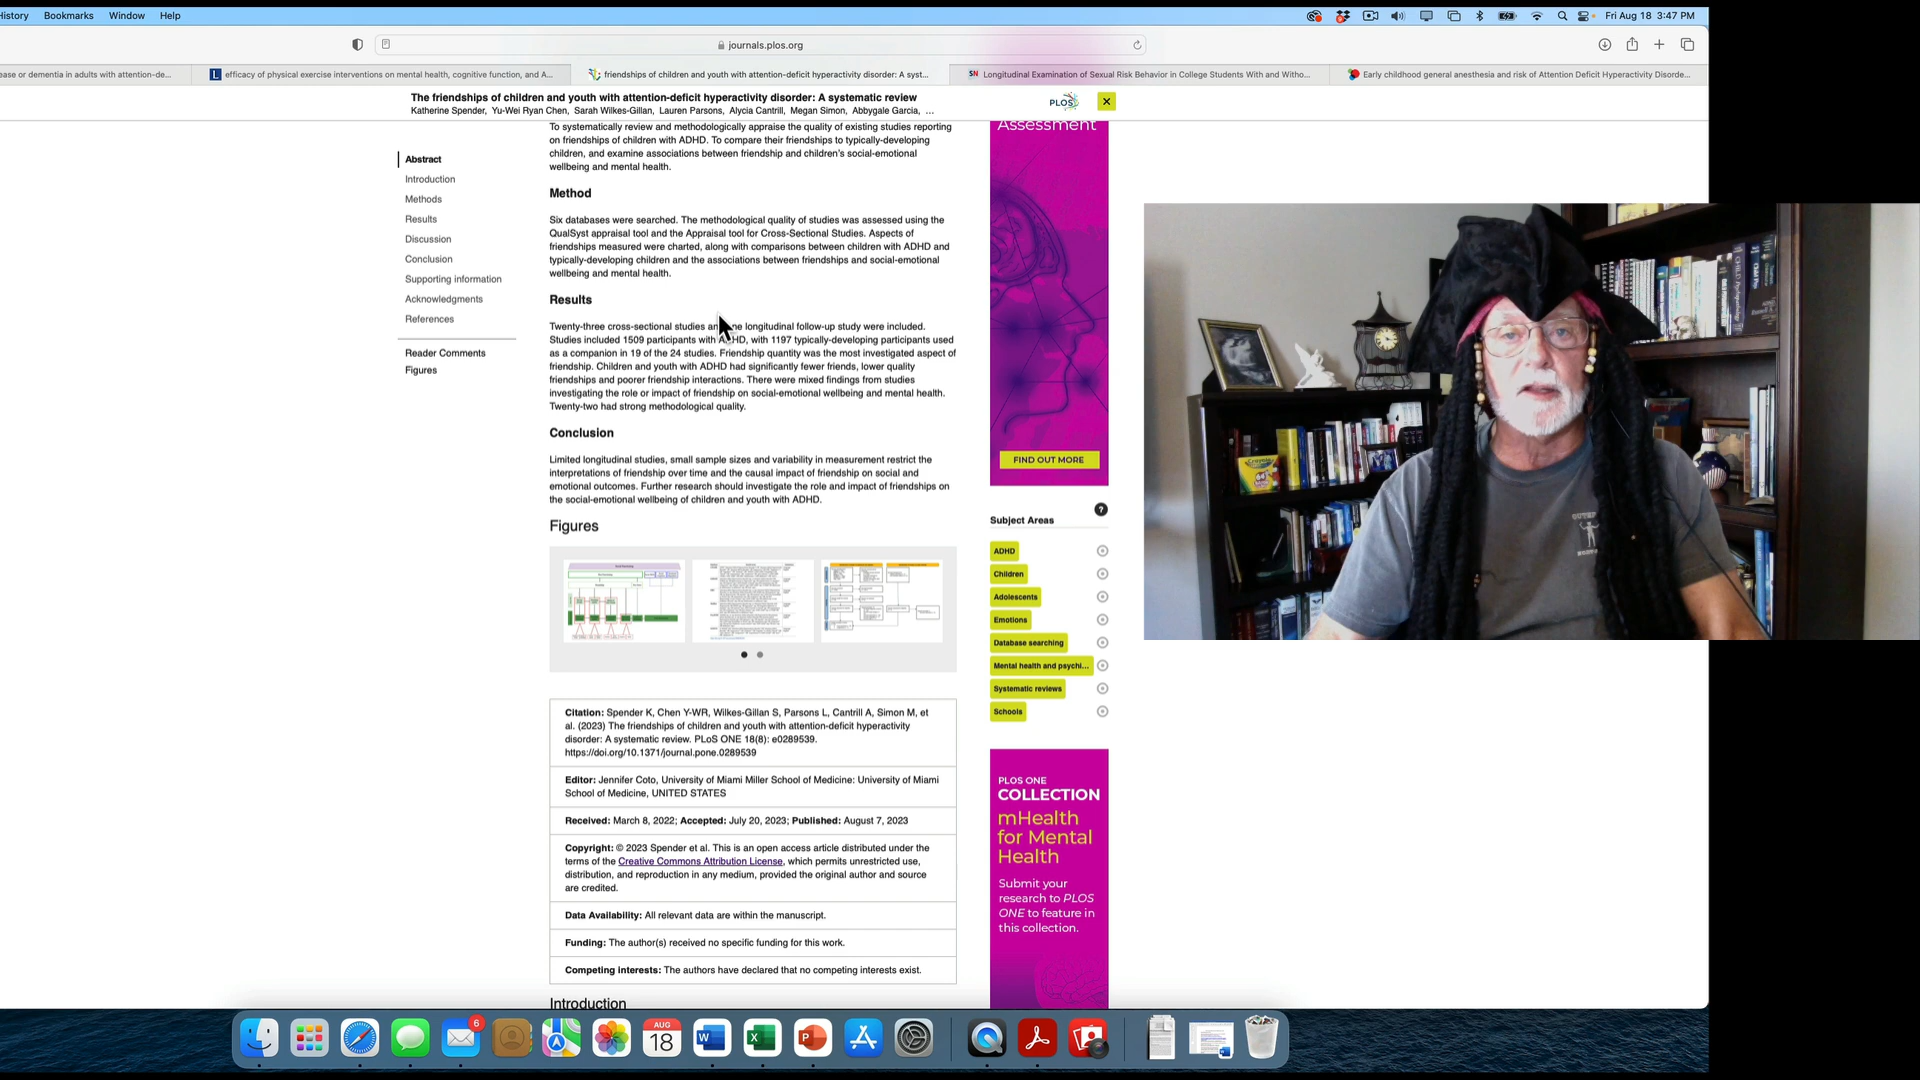 History Bookmarks Window Help
Fri Aug 18 3:47 PM
journals.plos.org
ease or dementia in adults with attention-de...
efficacy of physical exercise interventions on mental health, cognitive function, and A...
friendships of children and youth with attention-deficit hyperactivity disorder: A syst...
SN Longitudinal Examination of Sexual Risk Behavior in College Students With and Witho...
Early childhood general anesthesia and risk of Attention Deficit Hyperactivity Disorde...
The friendships of children and youth with attention-deficit hyperactivity disorder: A systematic review
Katherine Spender, Yu-Wei Ryan Chen, Sarah Wilkes-Gillan, Lauren Parsons, Alycia Cantrill, Megan Simon, Abbygale Garcia, ...
PLOS
Abstract
Introduction
Methods
Results
Discussion
Conclusion
Supporting information
Acknowledgments
References
Reader Comments
Figures
To systematically review and methodologically appraise the quality of existing studies reporting
on friendships of children with ADHD. To compare their friendships to typically-developing
children, and examine associations between friendship and children's social-emotional
wellbeing and mental health.
Method
Six databases were searched. The methodological quality of studies was assessed using the
QualSyst appraisal tool and the Appraisal tool for Cross-Sectional Studies. Aspects of
friendships measured were charted, along with comparisons between children with ADHD and
typically-developing children and the associations between friendships and social-emotional
wellbeing and mental health.
Results
Twenty-three cross-sectional studies longitudinal follow-up study were included.
Studies included 1509 participants with ADHD, with 1197 typically-developing participants used
as a companion in 19 of the 24 studies. Friendship quantity was the most investigated aspect of
friendship. Children and youth with ADHD had significantly fewer friends, lower quality
friendships and poorer friendship interactions. There were mixed findings from studies
investigating the role or impact of friendship on social-emotional wellbeing and mental health.
Twenty-two had strong methodological quality.
Conclusion
Limited longitudinal studies, small sample sizes and variability in measurement restrict the
interpretations of friendship over time and the causal impact of friendship on social and
emotional outcomes. Further research should investigate the role and impact of friendships on
the social-emotional wellbeing of children and youth with ADHD.
Figures
Citation: Spender K, Chen Y-WR, Wilkes-Gillan S, Parsons L, Cantrill A, Simon M, et
al. (2023) The friendships of children and youth with attention-deficit hyperactivity
disorder: A systematic review. PLoS ONE 18(8): e0289539.
https://doi.org/10.1371/journal.pone.0289539
Editor: Jennifer Coto, University of Miami Miller School of Medicine: University of Miami
School of Medicine, UNITED STATES
Received: March 8, 2022; Accepted: July 20, 2023; Published: August 7, 2023
Copyright: © 2023 Spender et al. This is an open access article distributed under the
terms of the Creative Commons Attribution License, which permits unrestricted use,
distribution, and reproduction in any medium, provided the original author and source
are credited.
Data Availability: All relevant data are within the manuscript.
Funding: The author(s) received no specific funding for this work.
Competing interests: The authors have declared that no competing interests exist.
Introduction
Assessment
FIND OUT MORE
Subject Areas
?
ADHD
Children
Adolescents
Emotions
Database searching
Mental health and psychi...
Systematic reviews
Schools
PLOS ONE
COLLECTION
mHealth
for Mental
Health
Submit your
research to PLOS
ONE to feature in
this collection.
Crayola
6
AUG
18
W
X
P